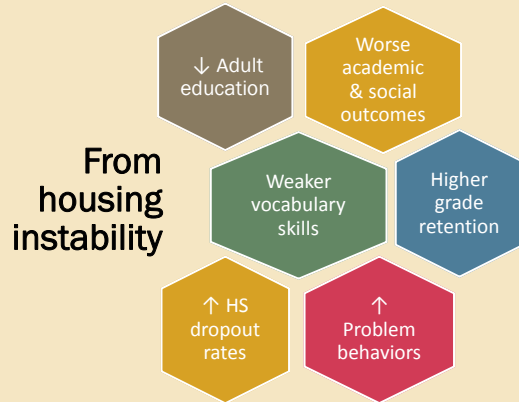 From
housing
instability
↓ Adult
education
Worse
academic
& social
outcomes
Weaker
vocabulary
skills
Higher
grade
retention
↑ HS
dropout
rates
↑
Problem
behaviors